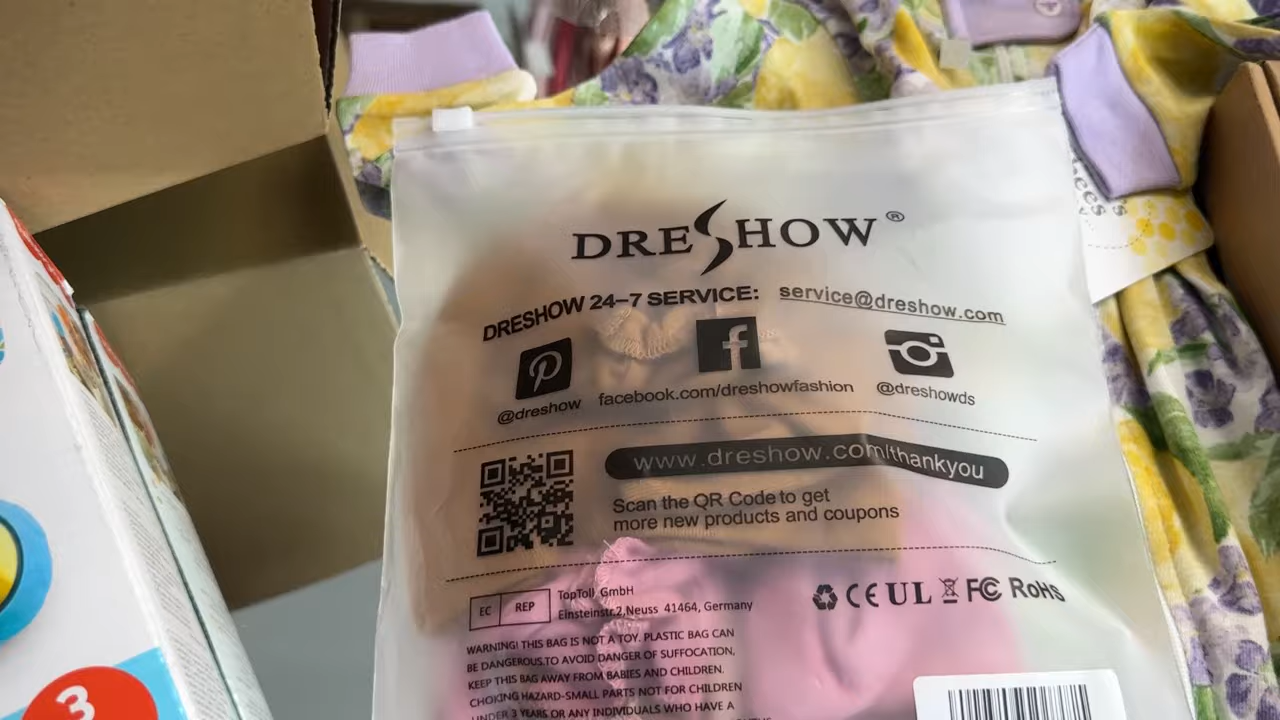 DRESHOW®
DRESHOW 24–7 SERVICE: service@dreshow.com
@dreshow
facebook.com/dreshowfashion
@dreshowds
www.dreshow.com/thankyou
Scan the QR Code to get
more new products and coupons
EC REP
TopToll GmbH
Einsteinstr.2,Neuss 41464, Germany
CE UL FC RoHS
WARNING! THIS BAG IS NOT A TOY. PLASTIC BAG CAN
BE DANGEROUS.TO AVOID DANGER OF SUFFOCATION,
KEEP THIS BAG AWAY FROM BABIES AND CHILDREN.
CHOKING HAZARD-SMALL PARTS NOT FOR CHILDREN
UNDER 3 YEARS OR ANY INDIVIDUALS WHO HAVE A
3